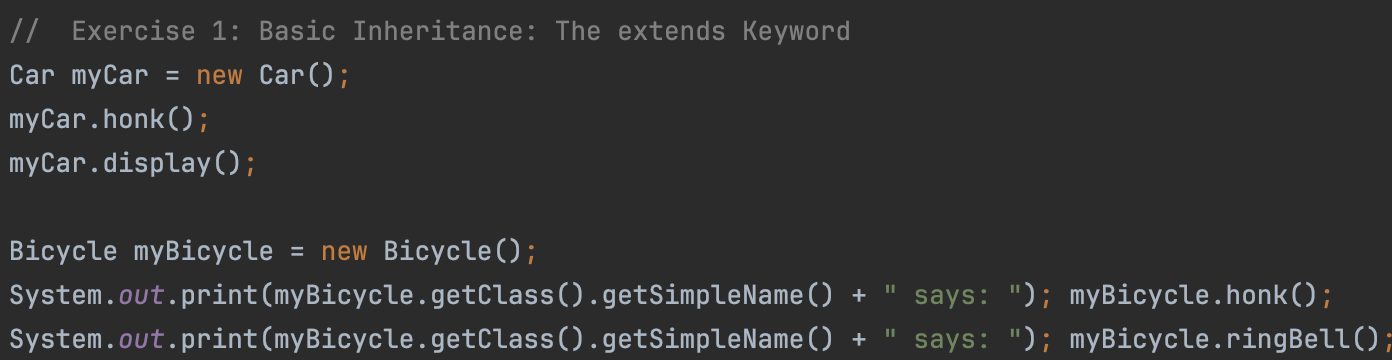 //  Exercise 1: Basic Inheritance: The extends Keyword
Car myCar = new Car();
myCar.honk();
myCar.display();
Bicycle myBicycle = new Bicycle();
System.out.print(myBicycle.getClass().getSimpleName() + " says: "); myBicycle.honk();
System.out.print(myBicycle.getClass().getSimpleName() + " says: "); myBicycle.ringBell();